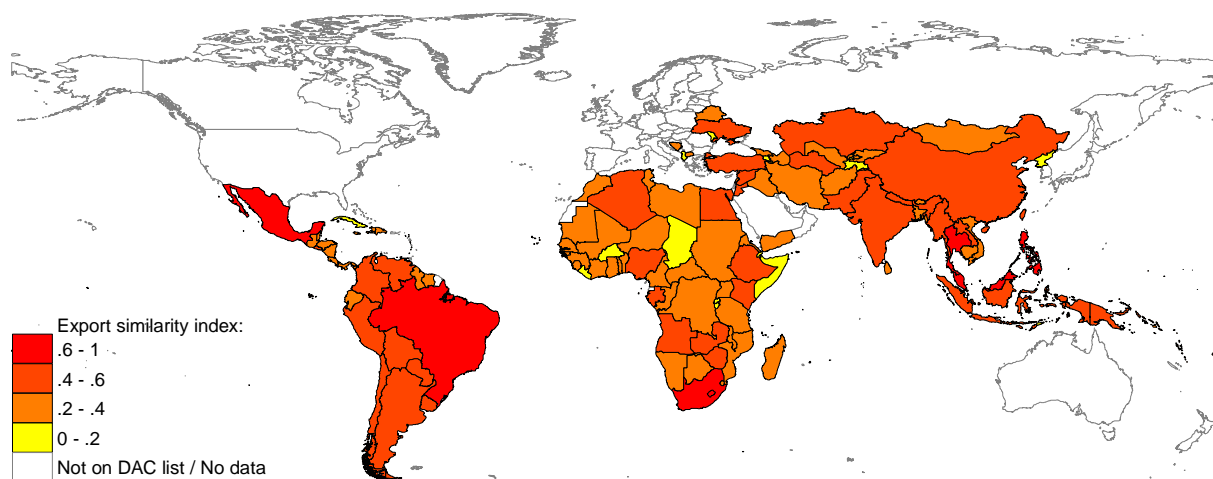 Export similarity index:
.6 - 1
.4 - .6
.2 - .4
0 - .2
Not on DAC list / No data